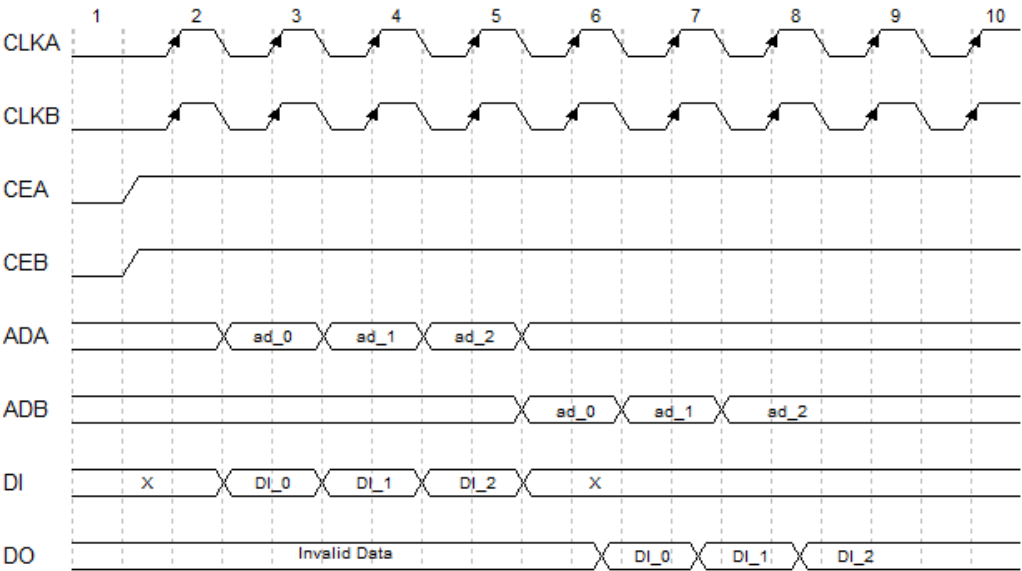 1 2 3 4 5 6 7 8 9 10
CLKA
CLKB
CEA
CEB
ADA ad_0 ad_1 ad_2
ADB ad_0 ad_1 ad_2
DI X DI_0 DI_1 DI_2 X
DO Invalid Data DI_0 DI_1 DI_2